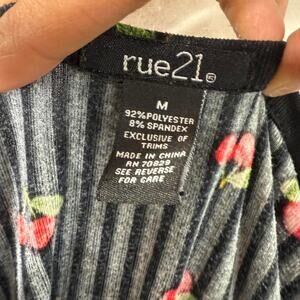 rue21®
M
92% POLYESTER
8% SPANDEX
EXCLUSIVE OF
TRIMS
MADE IN CHINA
RN 70829
SEE REVERSE
FOR CARE